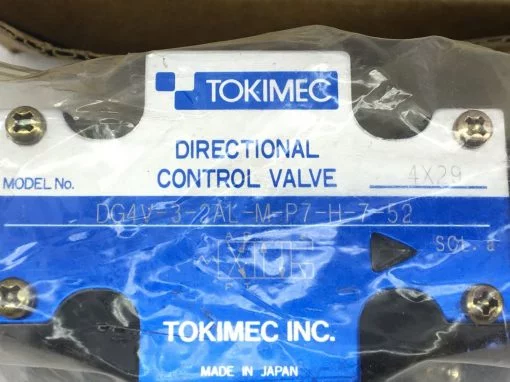 TOKIMEC
DIRECTIONAL
CONTROL VALVE
4X29
MODEL No.
DG4V-3-2AL-M-P7-H-7-52
A B
SOL. a
P T
TOKIMEC INC.
MADE IN JAPAN